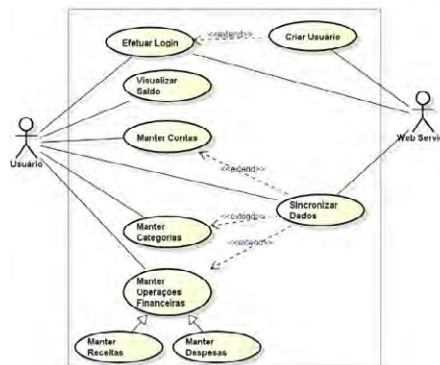 Efetuar Login
<<extend>>
Criar Usuário
Visualizar
Saldo
Manter Contas
Usuário
Web Servic
<<extend>>
Sincronizar
Dados
Manter
Categorias
<<extend>>
<<extend>>
Manter
Operações
Financeiras
Manter
Receitas
Manter
Despesas